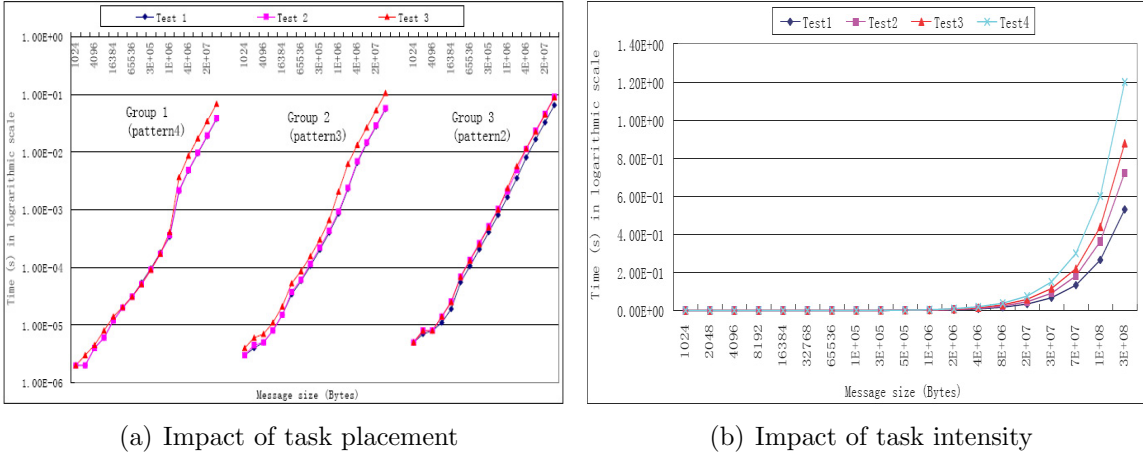 Test 1 Test 2 Test 3
1.00E+00
1.00E-01
1.00E-02
1.00E-03
1.00E-04
1.00E-05
1.00E-06
Time (s) in lograrithmic scale
1024 4096 16384 65536 3E+05 1E+06 4E+06 2E+07
1024 4096 16384 65536 3E+05 1E+06 4E+06 2E+07
1024 4096 16384 65536 3E+05 1E+06 4E+06 2E+07
Group 1
(pattern4)
Group 2
(pattern3)
Group 3
(pattern2)
Message size (Bytes)
(a) Impact of task placement
Test1 Test2 Test3 Test4
1.40E+00
1.20E+00
1.00E+00
8.00E-01
6.00E-01
4.00E-01
2.00E-01
0.00E+00
Time (s) in logarithmic scale
1024 2048 4096 8192 16384 32768 65536 1E+05 3E+05 5E+05 1E+06 2E+06 4E+06 8E+06 2E+07 3E+07 7E+07 1E+08 3E+08
Message size (Bytes)
(b) Impact of task intensity